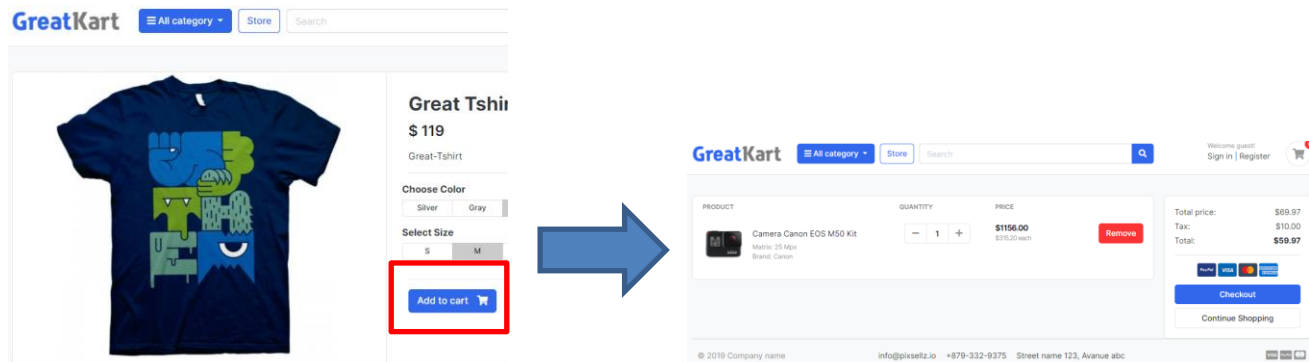 GreatKart All category Store Search
Great Tshir
$ 119
Great-Tshirt
Choose Color
Silver Gray
Select Size
S M
Add to cart
GreatKart All category Store Search Welcome guest!
Sign in | Register
PRODUCT QUANTITY PRICE
Camera Canon EOS M50 Kit − 1 + $1156.00 Remove
Matrix: 25 Mpx $315.20 each
Brand: Canon
Total price: $69.97
Tax: $10.00
Total: $59.97
PayPal VISA
Checkout
Continue Shopping
© 2019 Company name info@pixsellz.io +879-332-9375 Street name 123, Avanue abc